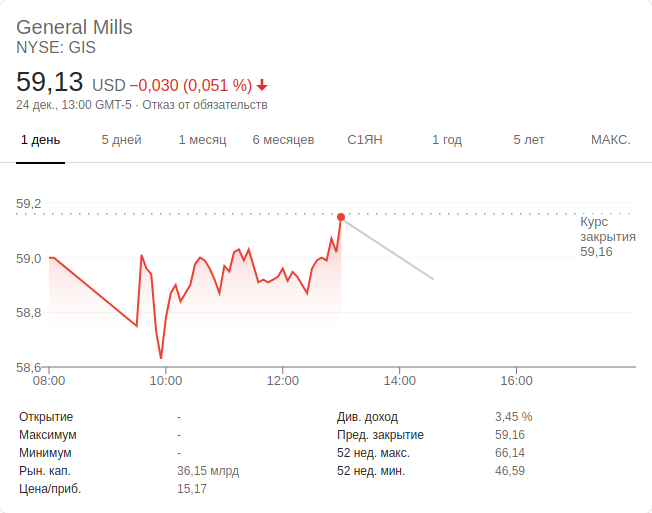 General Mills
NYSE: GIS
59,13 USD −0,030 (0,051 %)
24 дек., 13:00 GMT-5 · Отказ от обязательств
1 день 5 дней 1 месяц 6 месяцев С1ЯН 1 год 5 лет МАКС.
59,2
Курс
закрытия
59,16
59,0
58,8
58,6
08:00 10:00 12:00 14:00 16:00
Открытие - Див. доход 3,45 %
Максимум - Пред. закрытие 59,16
Минимум - 52 нед. макс. 66,14
Рын. кап. 36,15 млрд 52 нед. мин. 46,59
Цена/приб. 15,17